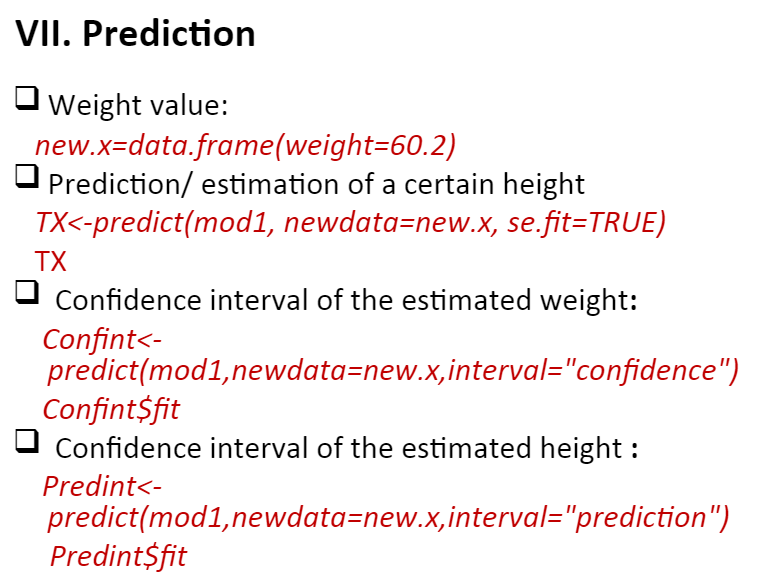 VII. Prediction
❑ Weight value:
new.x=data.frame(weight=60.2)
❑ Prediction/ estimation of a certain height
TX<-predict(mod1, newdata=new.x, se.fit=TRUE)
TX
❑ Confidence interval of the estimated weight:
Confint<-
predict(mod1,newdata=new.x,interval="confidence")
Confint$fit
❑ Confidence interval of the estimated height :
Predint<-
predict(mod1,newdata=new.x,interval="prediction")
Predint$fit